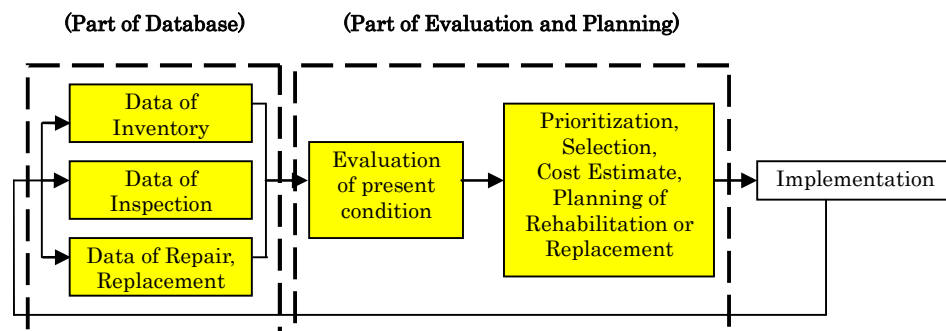 (Part of Database)
(Part of Evaluation and Planning)
Data of
Inventory
Data of
Inspection
Data of Repair,
Replacement
Evaluation
of present
condition
Prioritization,
Selection,
Cost Estimate,
Planning of
Rehabilitation or
Replacement
Implementation